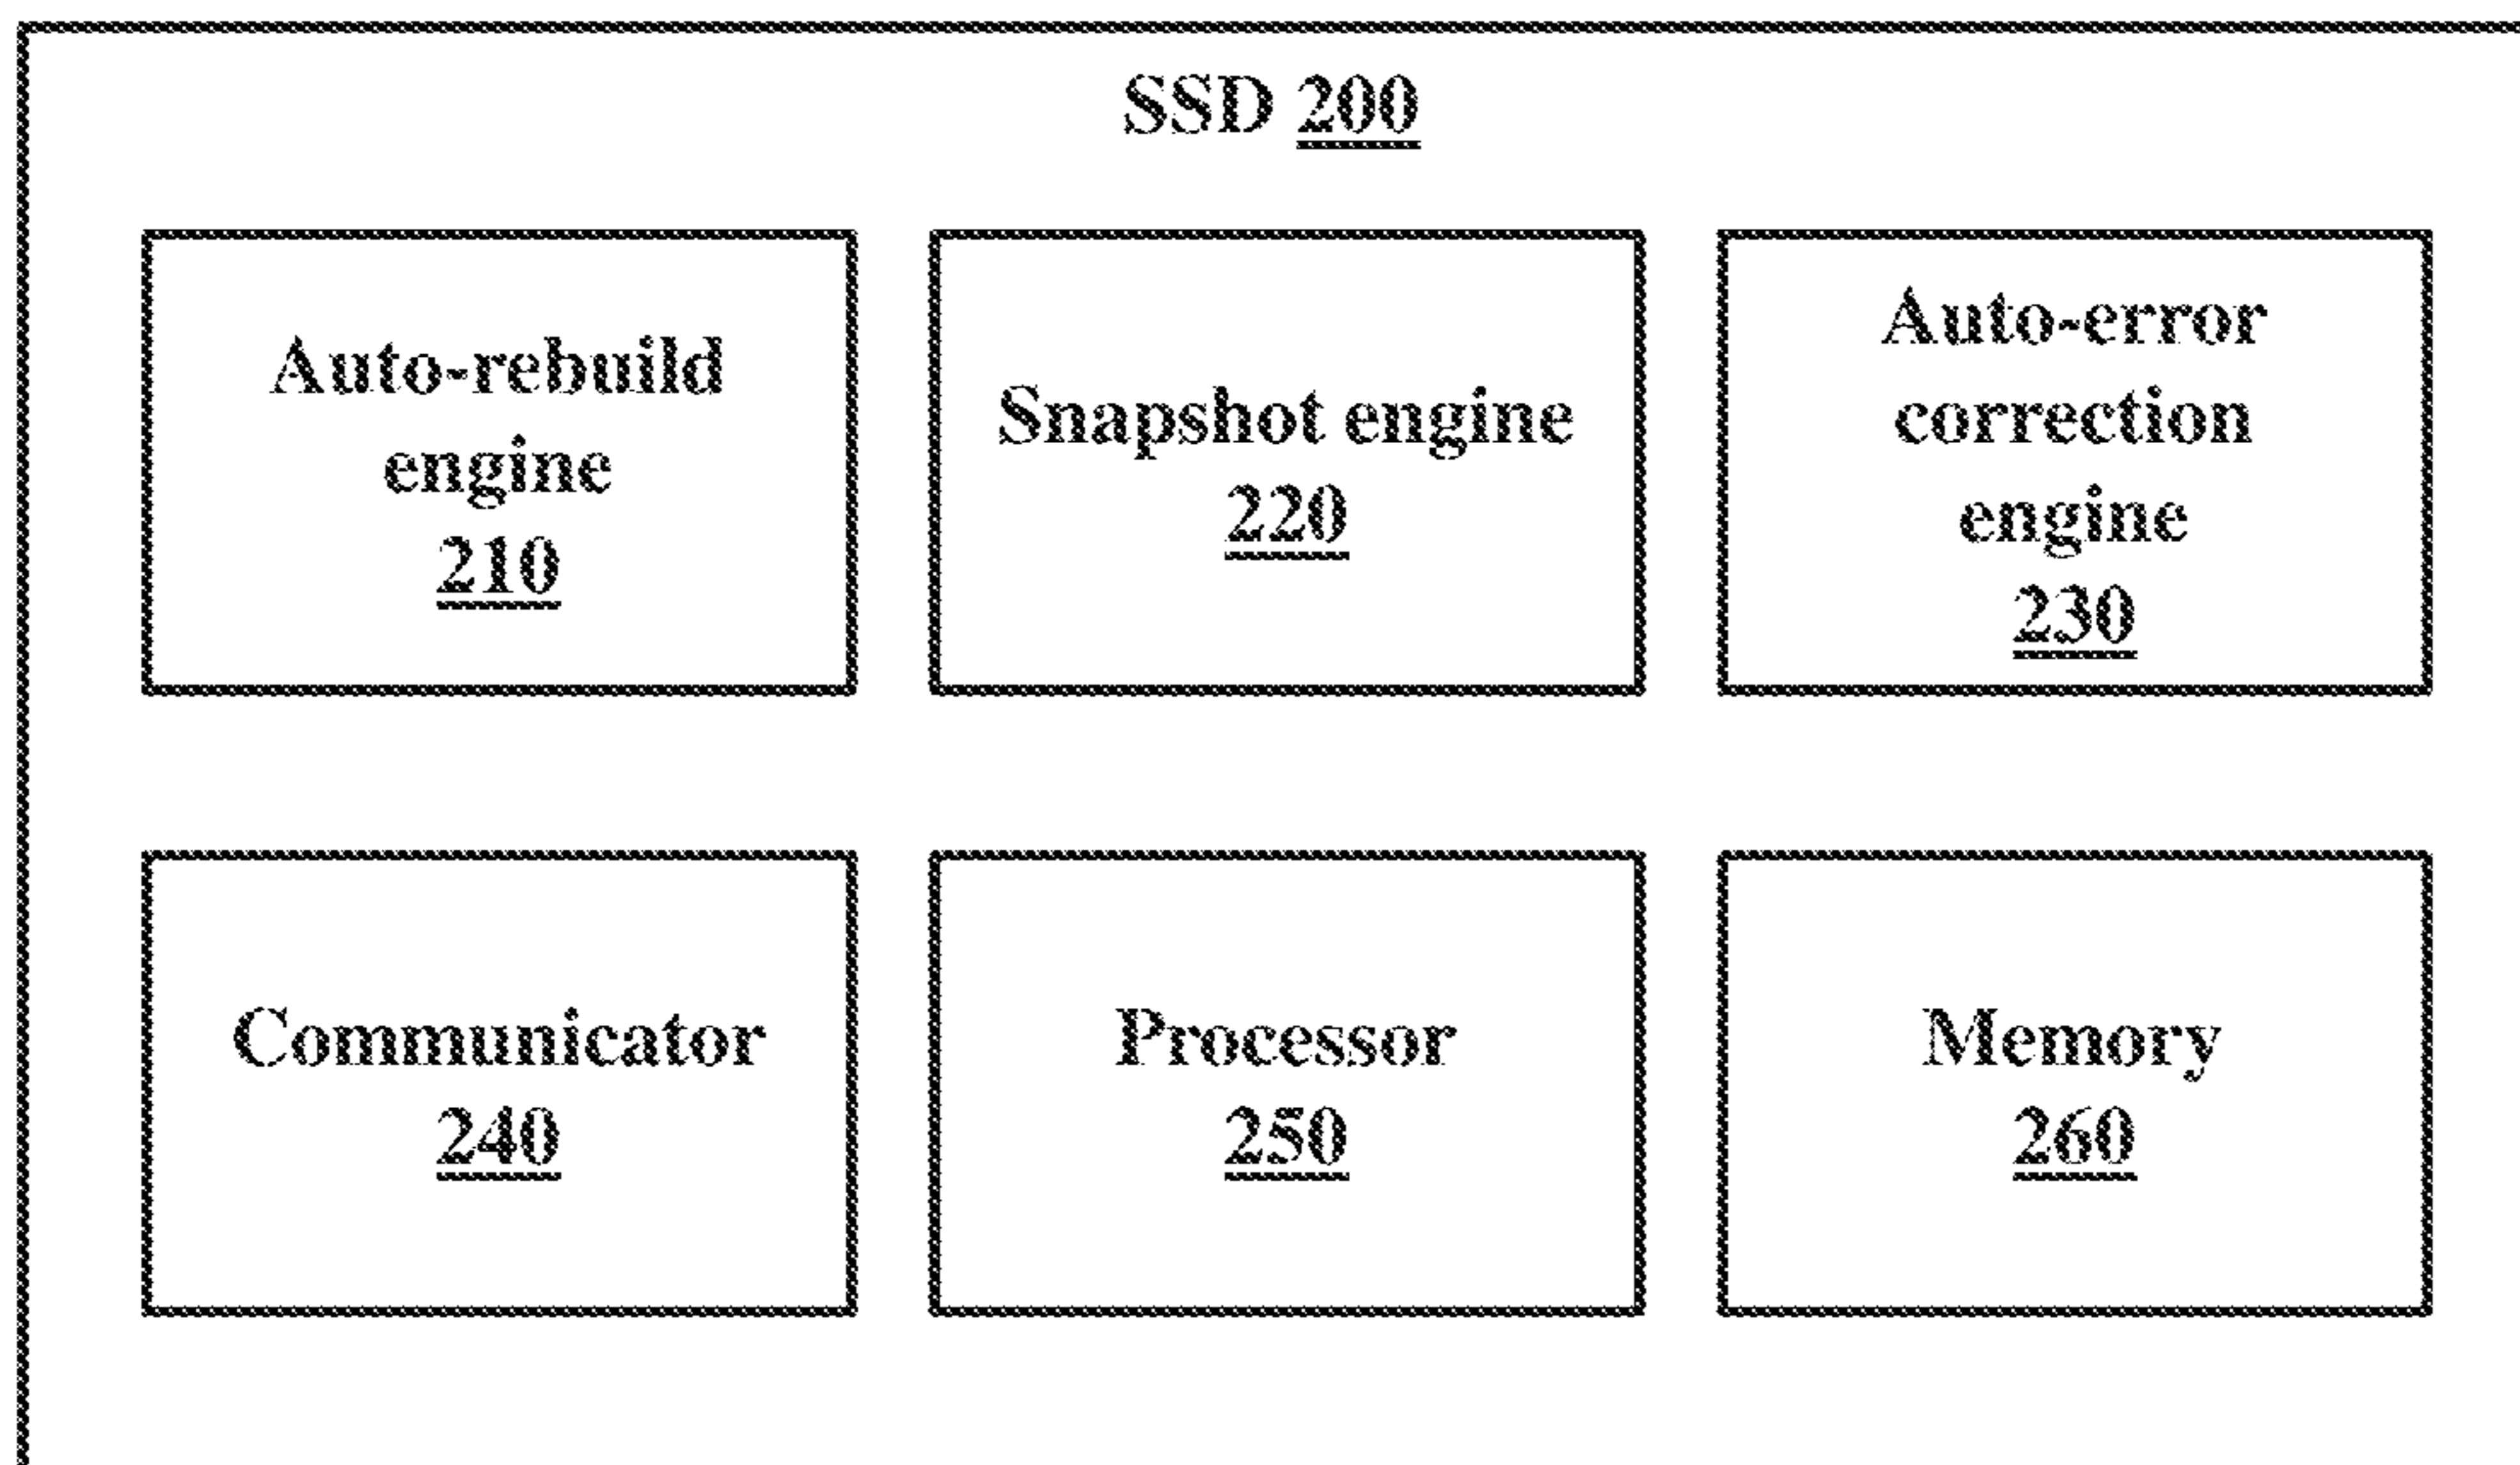 SSD 200
Auto-rebuild
engine
210
Snapshot engine
220
Auto-error
correction
engine
230
Communicator
240
Processor
250
Memory
260